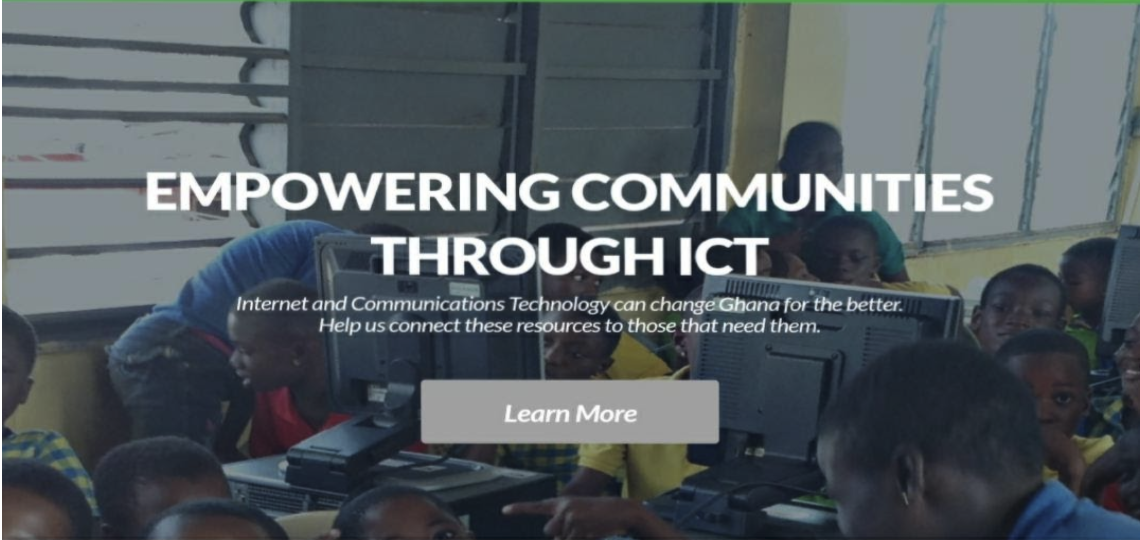 EMPOWERING COMMUNITIES
THROUGH ICT
Internet and Communications Technology can change Ghana for the better.
Help us connect these resources to those that need them.
Learn More